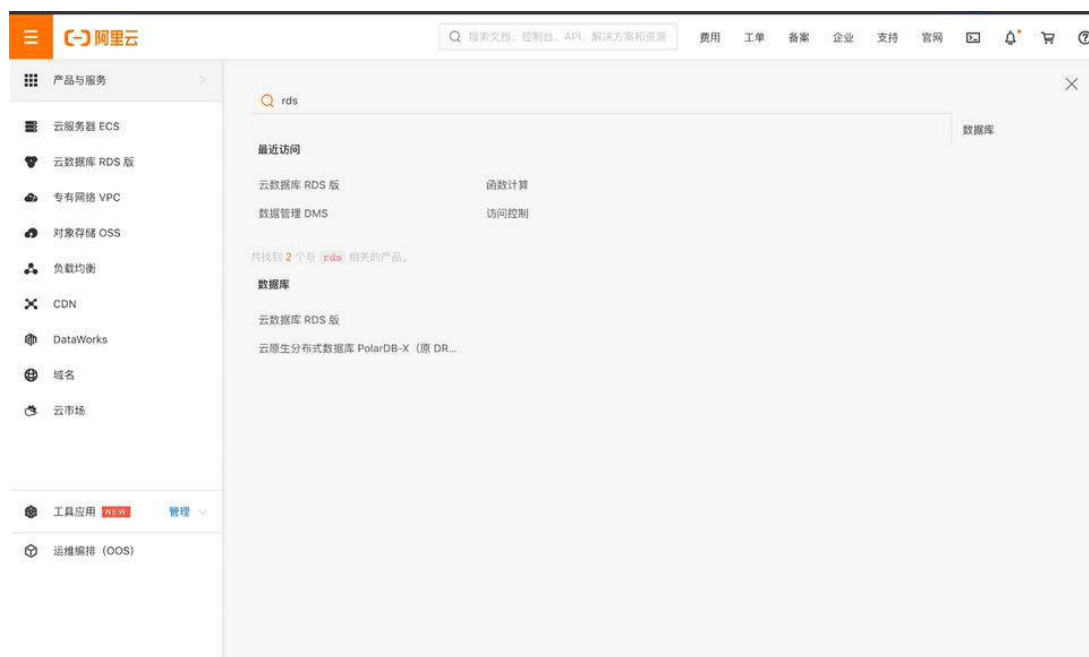 阿里云
搜索文档、控制台、API、解决方案和资源
费用 工单 备案 企业 支持 官网
产品与服务
rds
云服务器 ECS
数据库
最近访问
云数据库 RDS 版
云数据库 RDS 版 函数计算
专有网络 VPC
数据管理 DMS 访问控制
对象存储 OSS
共找到 2 个与 rds 相关的产品。
负载均衡
数据库
CDN
云数据库 RDS 版
DataWorks
云原生分布式数据库 PolarDB-X（原 DR...
域名
云市场
工具应用 NEW 管理
运维编排（OOS）